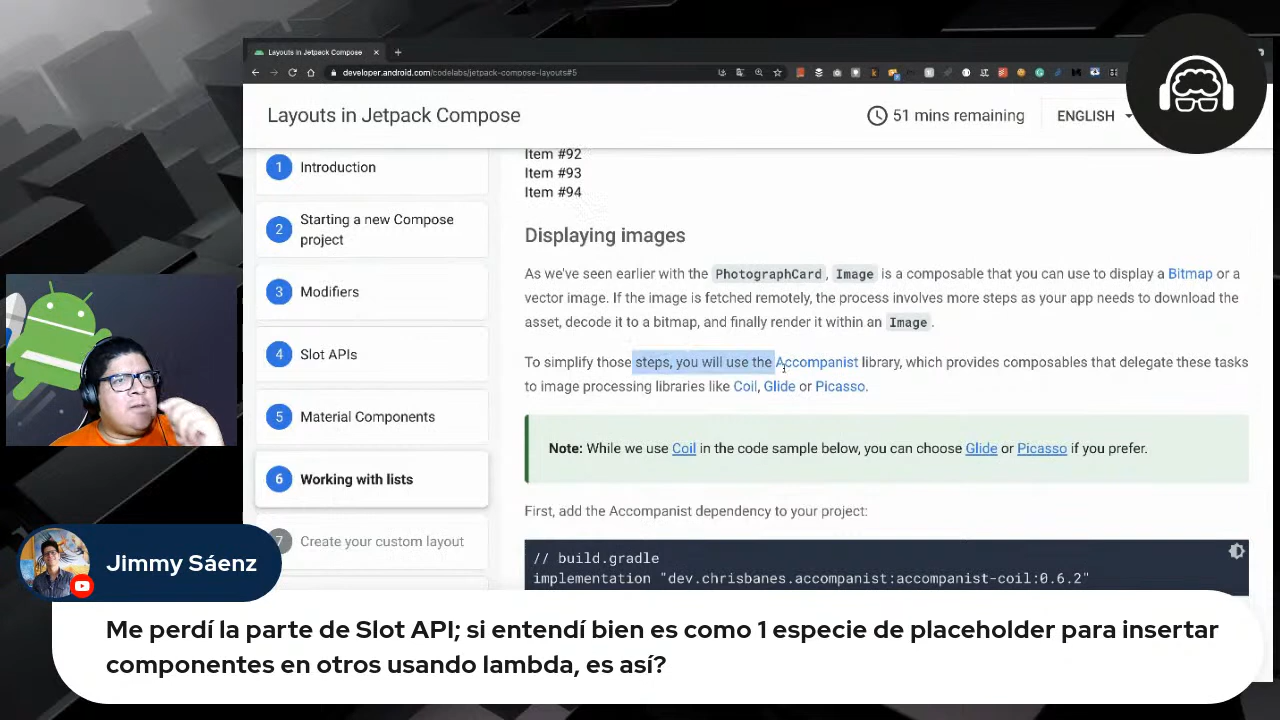 Layouts in Jetpack Compose
developer.android.com/codelabs/jetpack-compose-layouts#5
Layouts in Jetpack Compose
51 mins remaining
ENGLISH
1 Introduction
2 Starting a new Compose
project
3 Modifiers
4 Slot APIs
5 Material Components
6 Working with lists
7 Create your custom layout
Item #92
Item #93
Item #94
Displaying images
As we've seen earlier with the PhotographCard, Image is a composable that you can use to display a Bitmap or a
vector image. If the image is fetched remotely, the process involves more steps as your app needs to download the
asset, decode it to a bitmap, and finally render it within an Image.
To simplify those steps, you will use the Accompanist library, which provides composables that delegate these tasks
to image processing libraries like Coil, Glide or Picasso.
Note: While we use Coil in the code sample below, you can choose Glide or Picasso if you prefer.
First, add the Accompanist dependency to your project:
// build.gradle
implementation "dev.chrisbanes.accompanist:accompanist-coil:0.6.2"
Jimmy Sáenz
Me perdí la parte de Slot API; si entendí bien es como 1 especie de placeholder para insertar
componentes en otros usando lambda, es así?